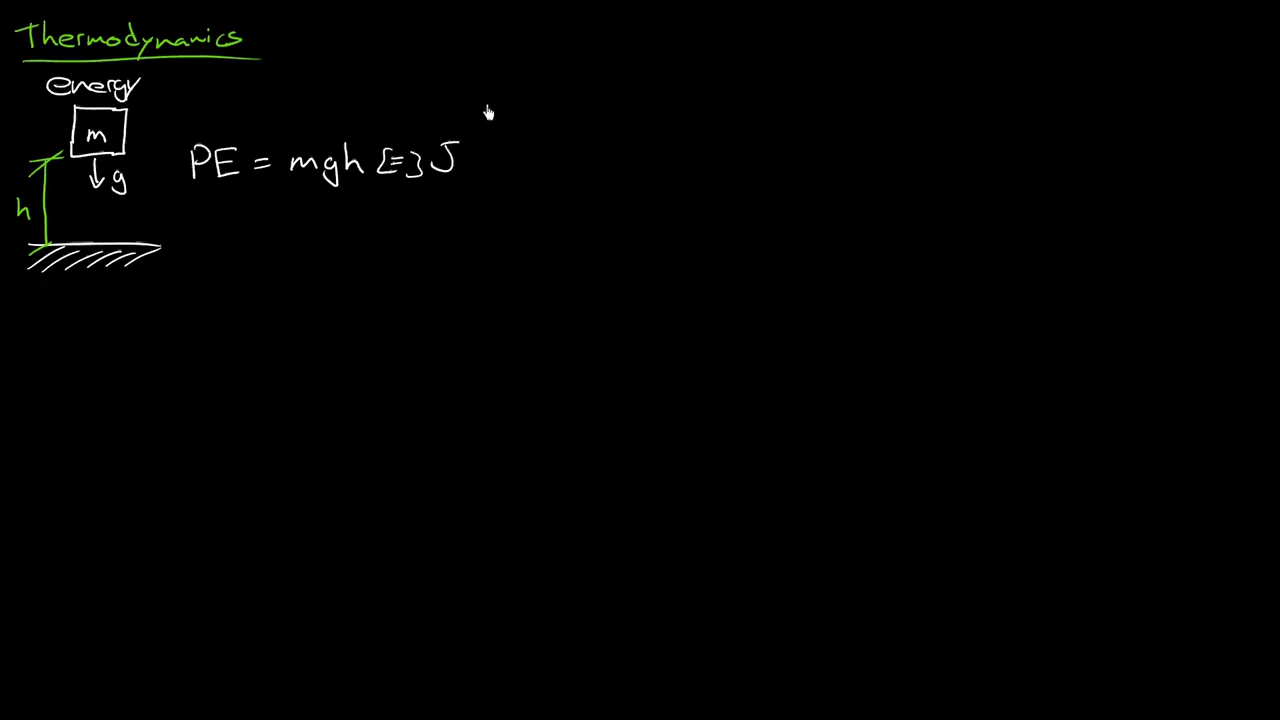 Thermodynamics
energy
m
g
h
PE = mgh [=] J